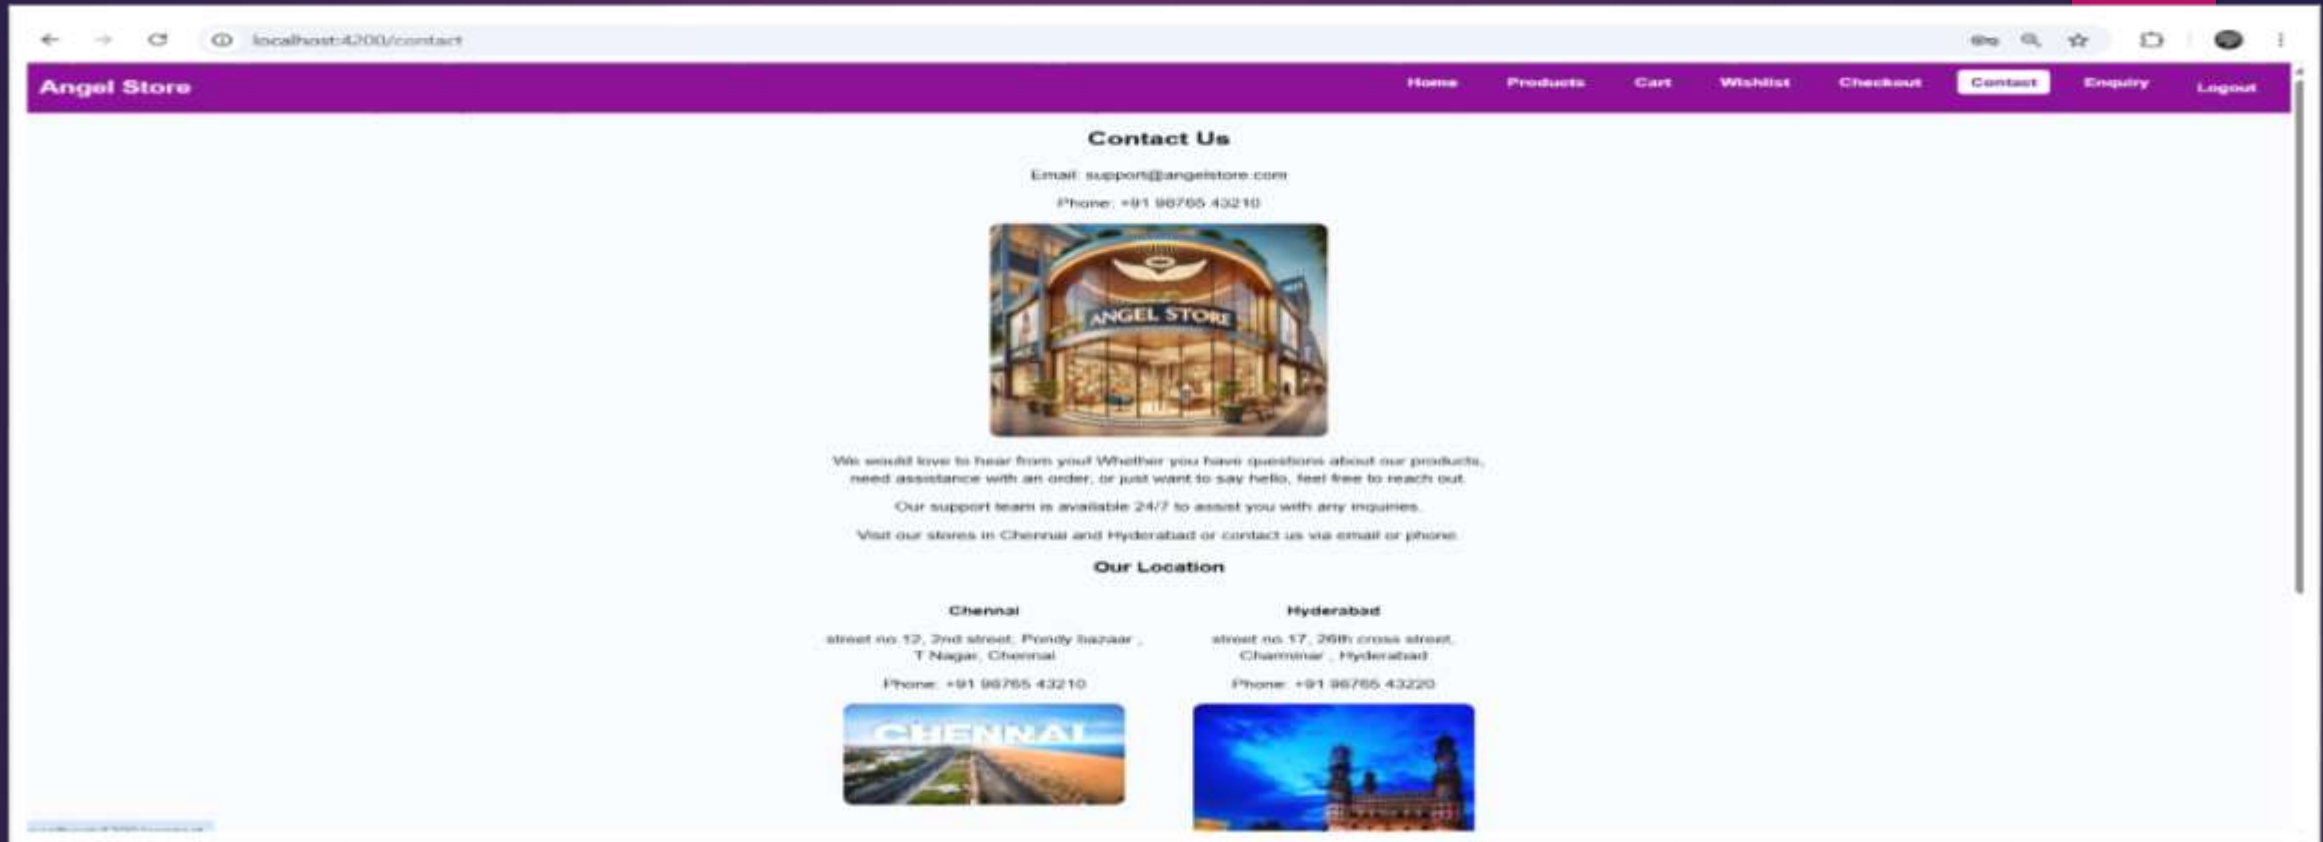 localhost:4200/contact
Angel Store
Home Products Cart Wishlist Checkout Contact Enquiry Logout
Contact Us
Email: support@angelstore.com
Phone: +91 98765 43210
ANGEL STORE
We would love to hear from you! Whether you have questions about our products,
need assistance with an order, or just want to say hello, feel free to reach out.
Our support team is available 24/7 to assist you with any inquiries.
Visit our stores in Chennai and Hyderabad or contact us via email or phone.
Our Location
Chennai
street no.12, 2nd street, Pondy bazaar ,
T Nagar, Chennai
Phone: +91 98765 43210
CHENNAI
Hyderabad
street no.17, 26th cross street,
Charminar , Hyderabad
Phone: +91 98765 43220